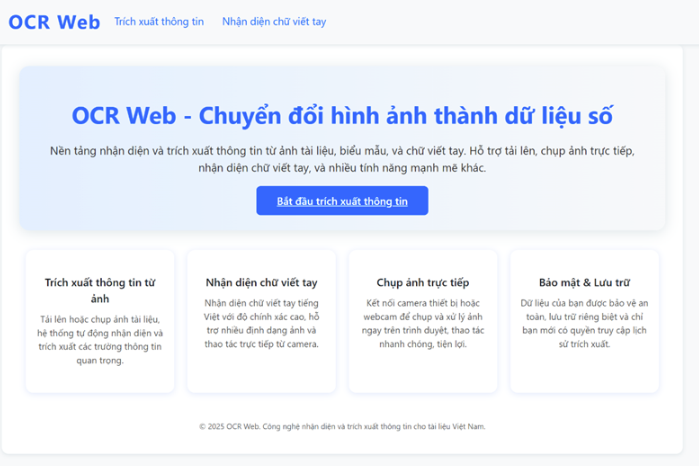 OCR Web Trích xuất thông tin Nhận diện chữ viết tay
OCR Web - Chuyển đổi hình ảnh thành dữ liệu số
Nền tảng nhận diện và trích xuất thông tin từ ảnh tài liệu, biểu mẫu, và chữ viết tay. Hỗ trợ tải lên, chụp ảnh trực tiếp,
nhận diện chữ viết tay, và nhiều tính năng mạnh mẽ khác.
Bắt đầu trích xuất thông tin
Trích xuất thông tin từ
ảnh
Tải lên hoặc chụp ảnh tài liệu,
hệ thống tự động nhận diện và
trích xuất các trường thông tin
quan trọng.
Nhận diện chữ viết tay
Nhận diện chữ viết tay tiếng
Việt với độ chính xác cao, hỗ
trợ nhiều định dạng ảnh và
thao tác trực tiếp từ camera.
Chụp ảnh trực tiếp
Kết nối camera thiết bị hoặc
webcam để chụp và xử lý ảnh
ngay trên trình duyệt, thao tác
nhanh chóng, tiện lợi.
Bảo mật & Lưu trữ
Dữ liệu của bạn được bảo vệ an
toàn, lưu trữ riêng biệt và chỉ
bạn mới có quyền truy cập lịch
sử trích xuất.
© 2025 OCR Web. Công nghệ nhận diện và trích xuất thông tin cho tài liệu Việt Nam.